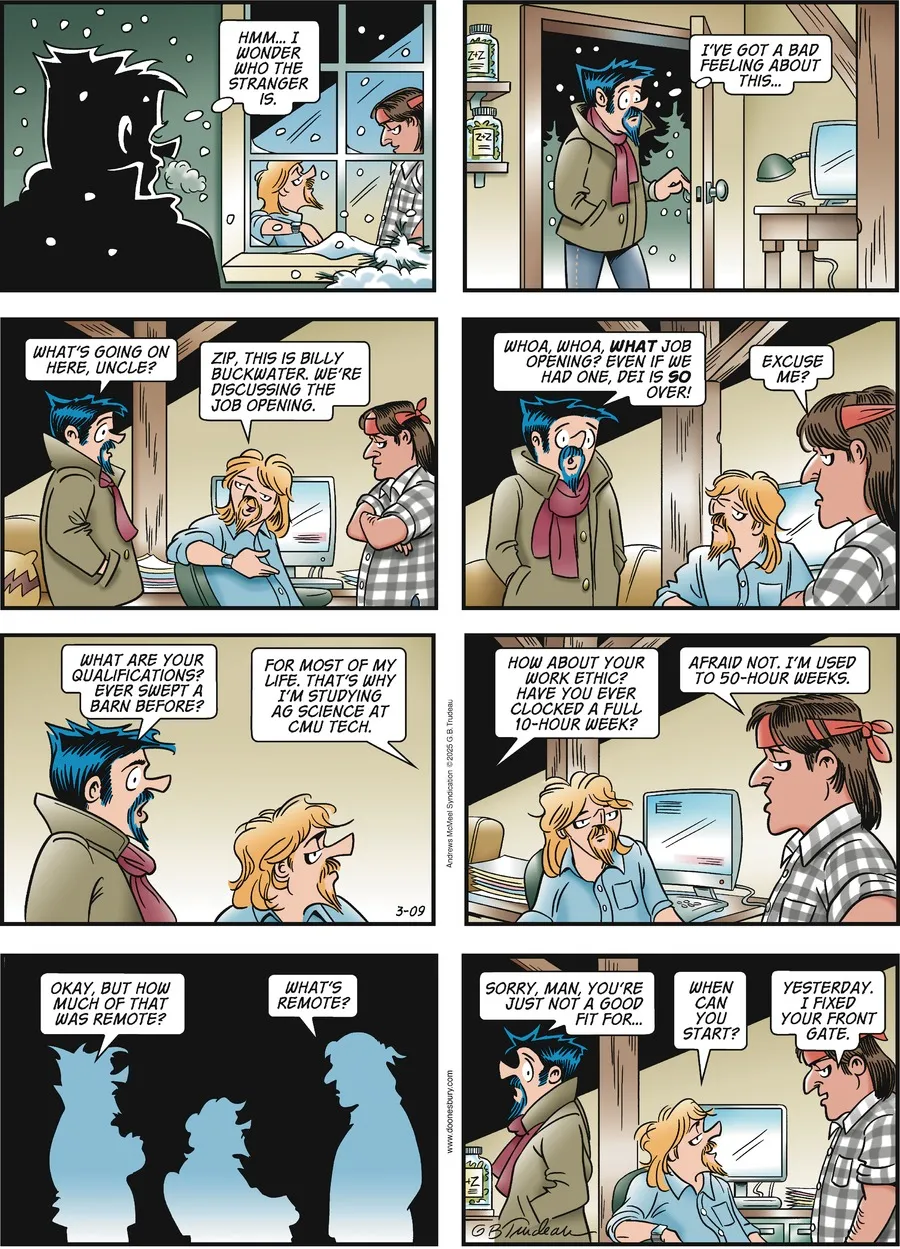 HMM... I
WONDER
WHO THE
STRANGER
IS.
I'VE GOT A BAD
FEELING ABOUT
THIS...
Z+Z
Z+Z
WHAT'S GOING ON
HERE, UNCLE?
ZIP, THIS IS BILLY
BUCKWATER. WE'RE
DISCUSSING THE
JOB OPENING.
WHOA, WHOA, WHAT JOB
OPENING? EVEN IF WE
HAD ONE, DEI IS SO
OVER!
EXCUSE
ME?
WHAT ARE YOUR
QUALIFICATIONS?
EVER SWEPT A
BARN BEFORE?
FOR MOST OF MY
LIFE. THAT'S WHY
I'M STUDYING
AG SCIENCE AT
CMU TECH.
3-09
Andrews McMeel Syndication © 2025 G.B. Trudeau
HOW ABOUT YOUR
WORK ETHIC?
HAVE YOU EVER
CLOCKED A FULL
10-HOUR WEEK?
AFRAID NOT. I'M USED
TO 50-HOUR WEEKS.
OKAY, BUT HOW
MUCH OF THAT
WAS REMOTE?
WHAT'S
REMOTE?
www.doonesbury.com
SORRY, MAN, YOU'RE
JUST NOT A GOOD
FIT FOR...
WHEN
CAN
YOU
START?
YESTERDAY.
I FIXED
YOUR FRONT
GATE.
Z+Z
GBTrudeau